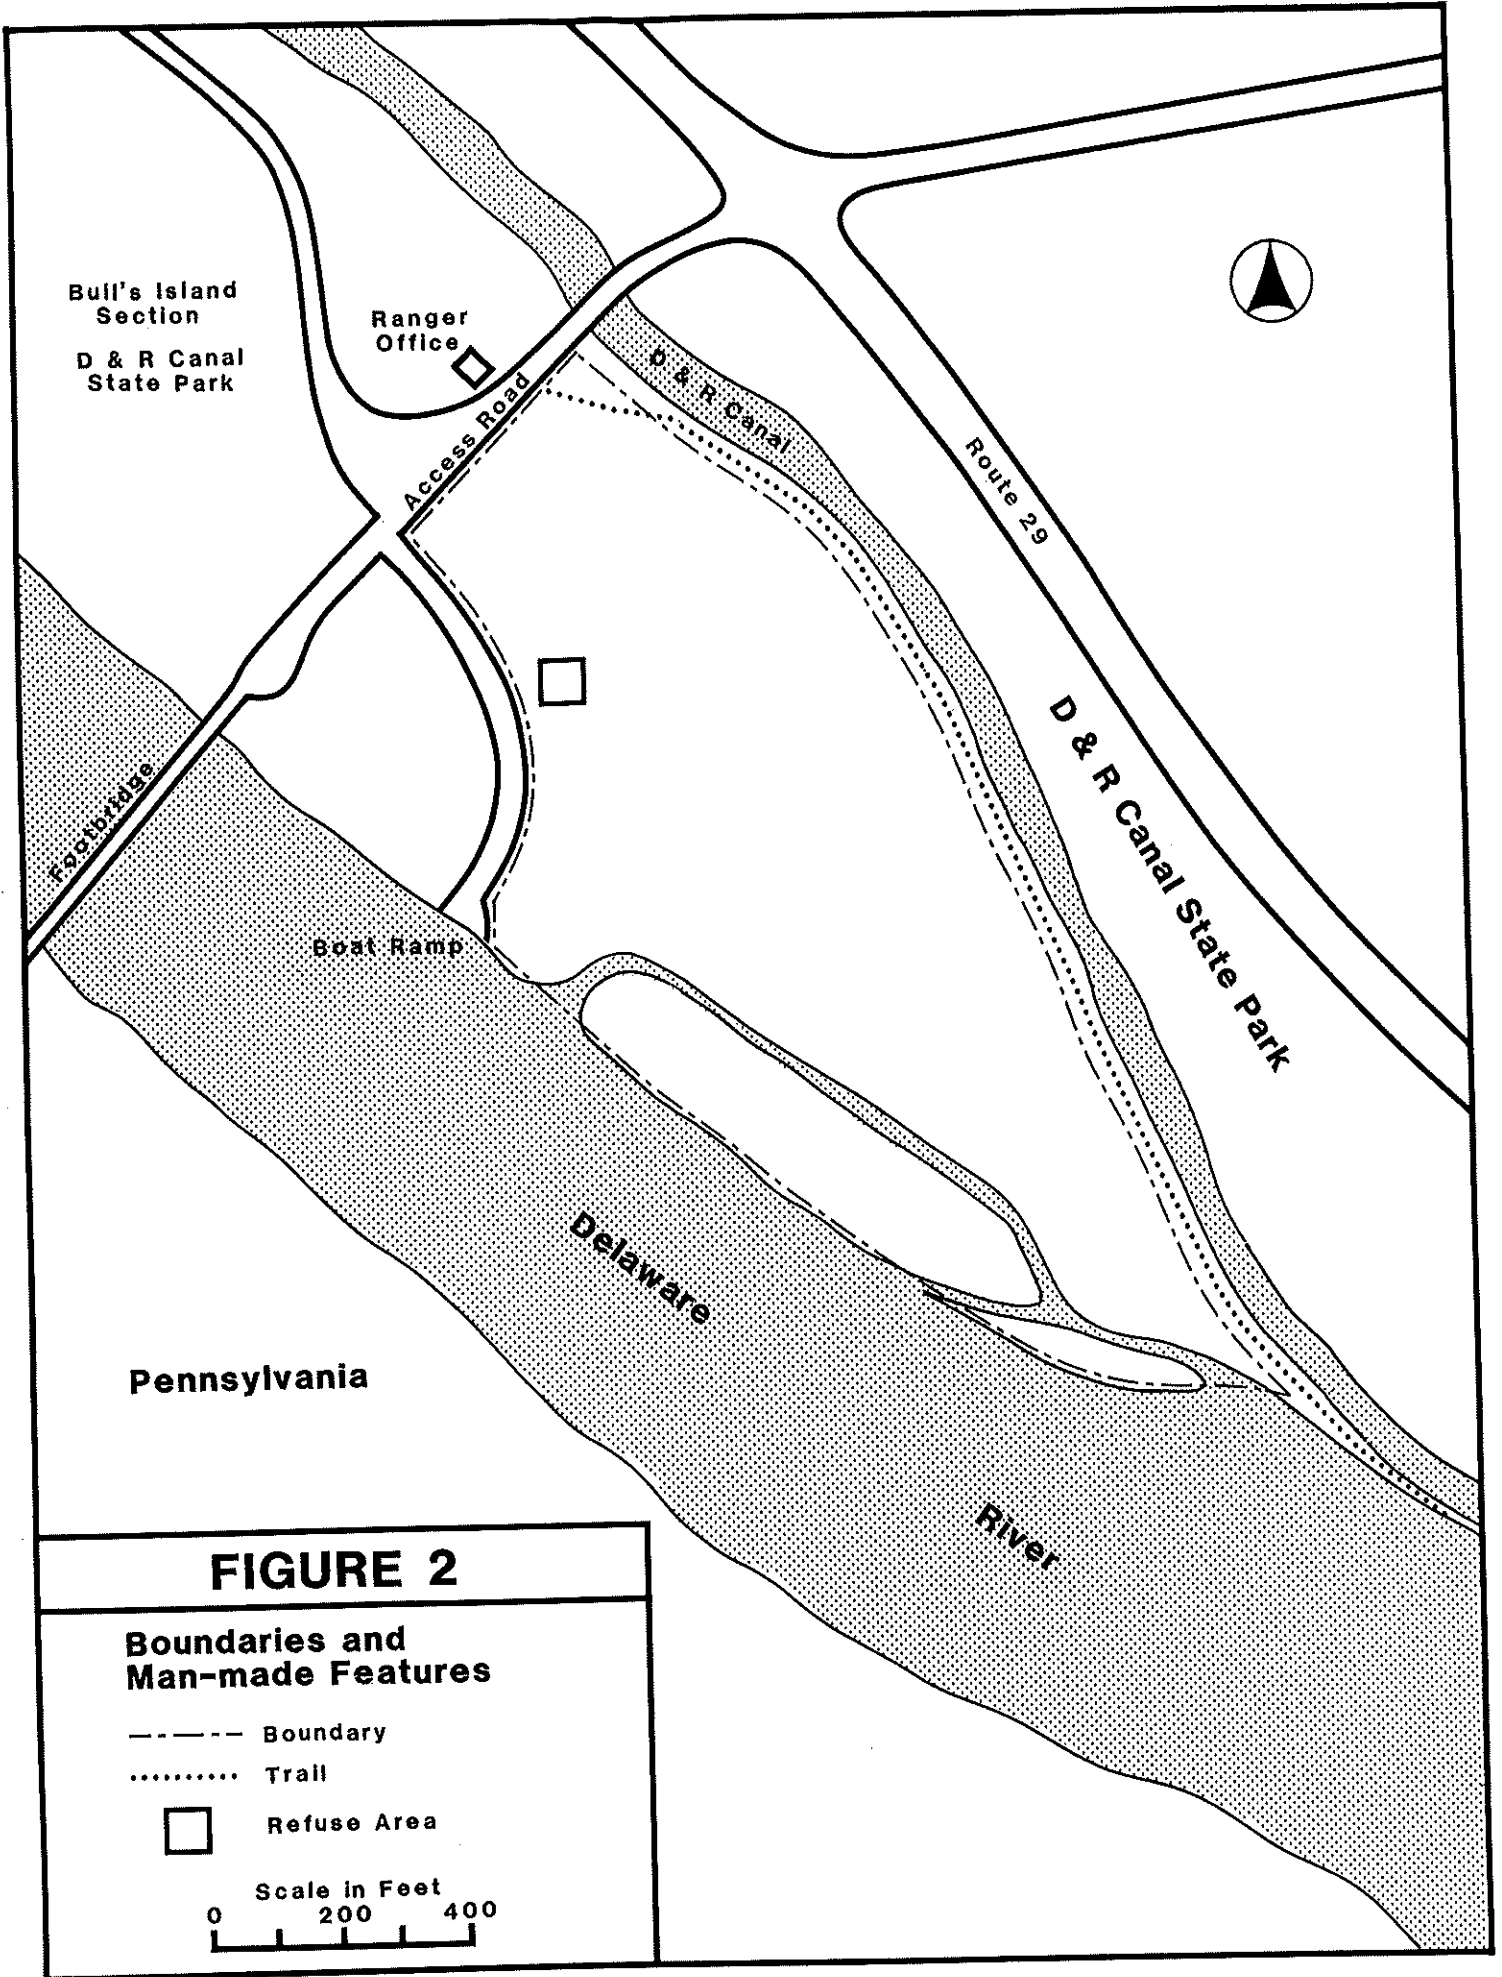 Bull's Island
Section
D & R Canal
State Park
Ranger
Office
Access Road
D & R Canal
Route 29
D & R Canal State Park
Footbridge
Boat Ramp
Delaware
River
Pennsylvania
FIGURE 2
Boundaries and
Man-made Features
Boundary
Trail
Refuse Area
Scale in Feet
0 200 400